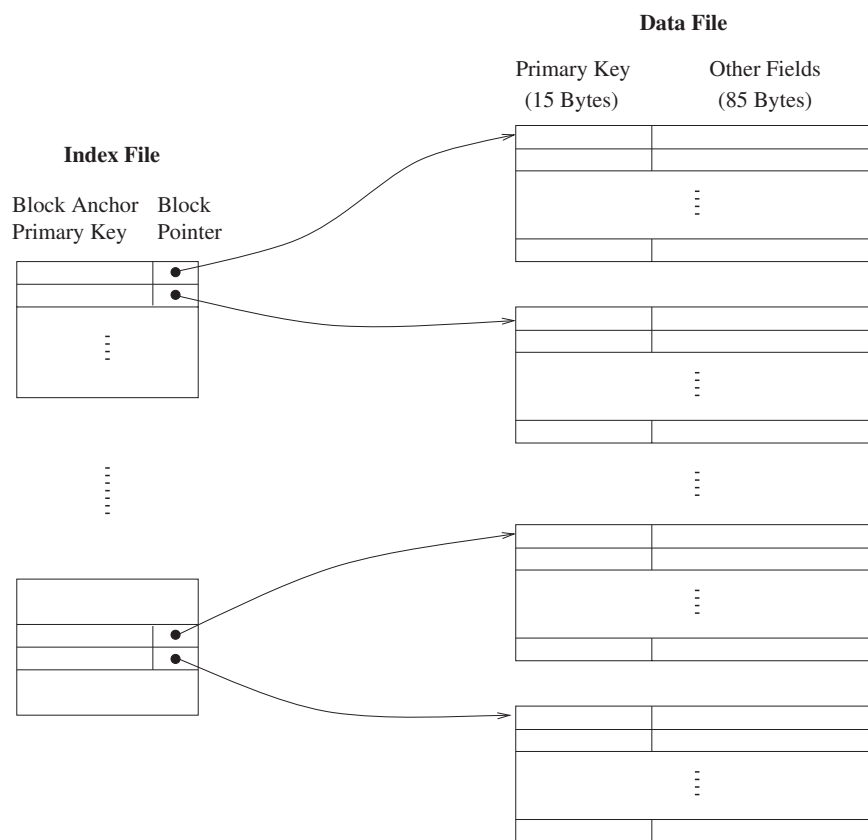 Data File
Primary Key Other Fields
(15 Bytes) (85 Bytes)
Index File
Block Anchor Block
Primary Key Pointer